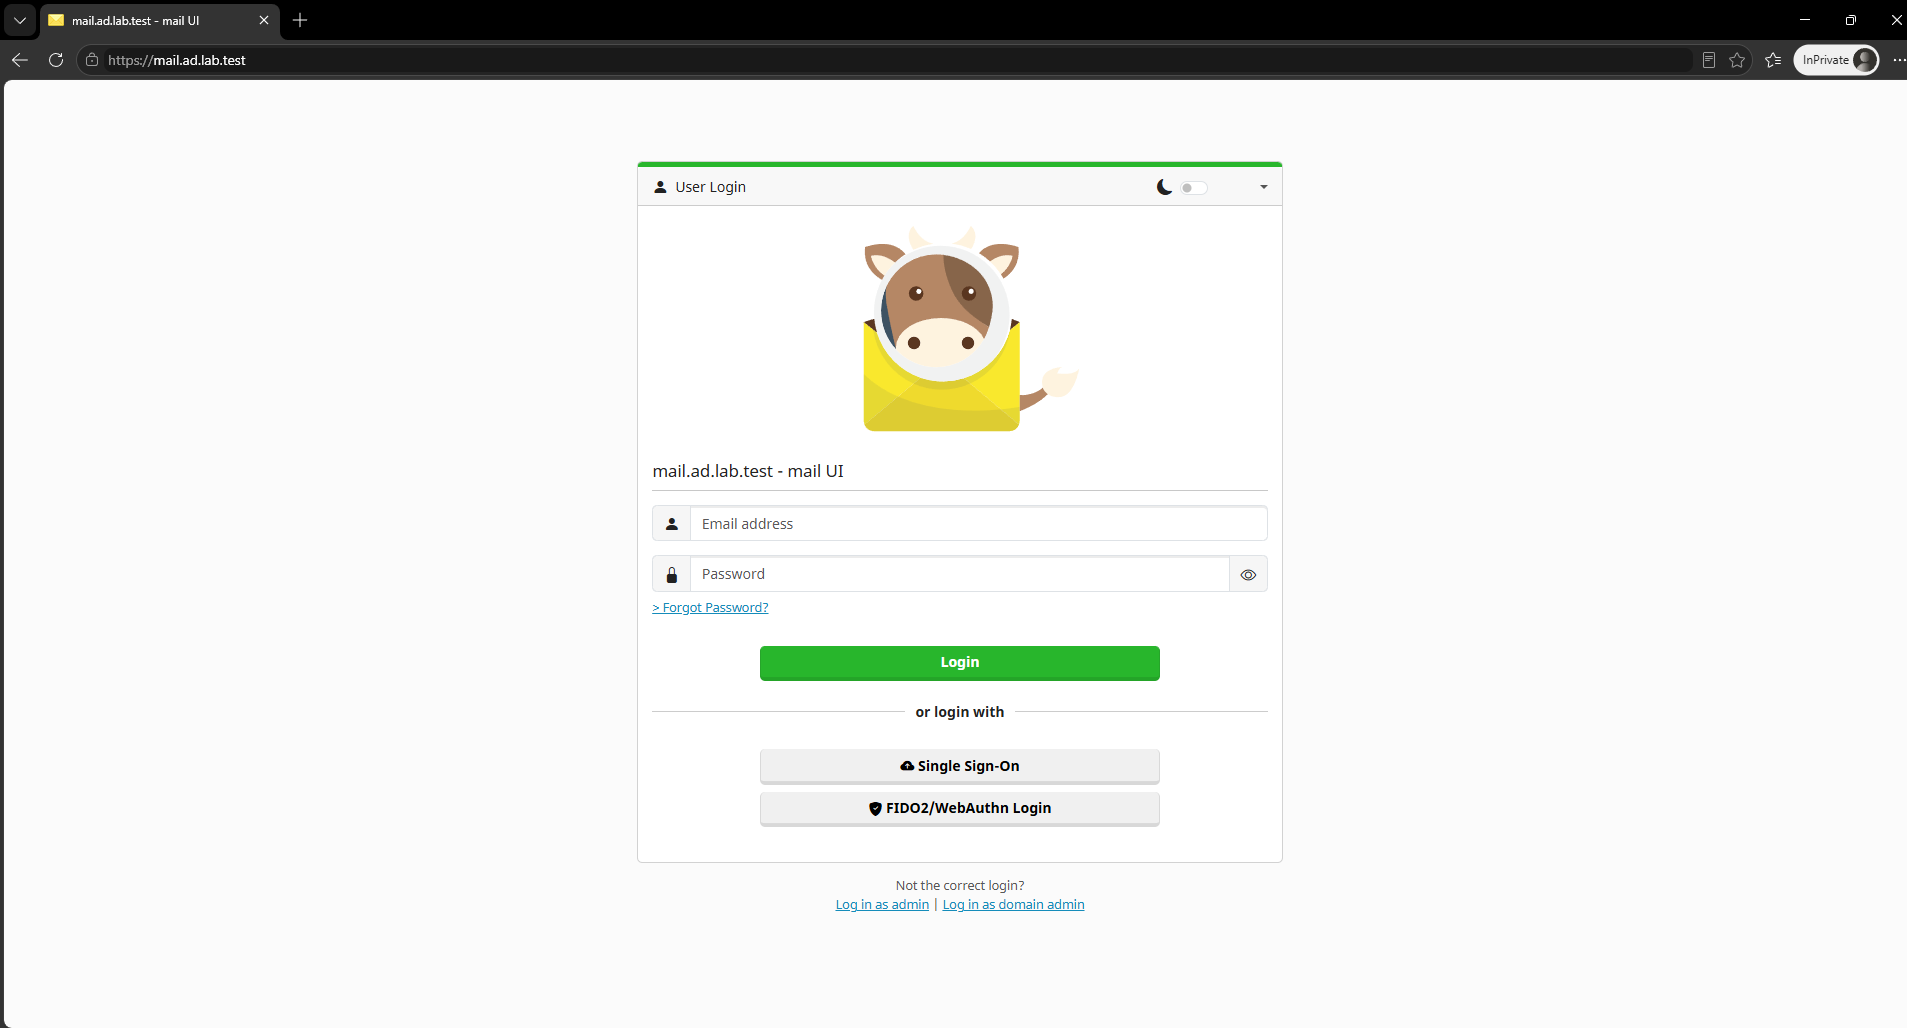 mail.ad.lab.test - mail UI
https://mail.ad.lab.test
InPrivate
User Login
mail.ad.lab.test - mail UI
Email address
Password
> Forgot Password?
Login
or login with
Single Sign-On
FIDO2/WebAuthn Login
Not the correct login?
Log in as admin | Log in as domain admin